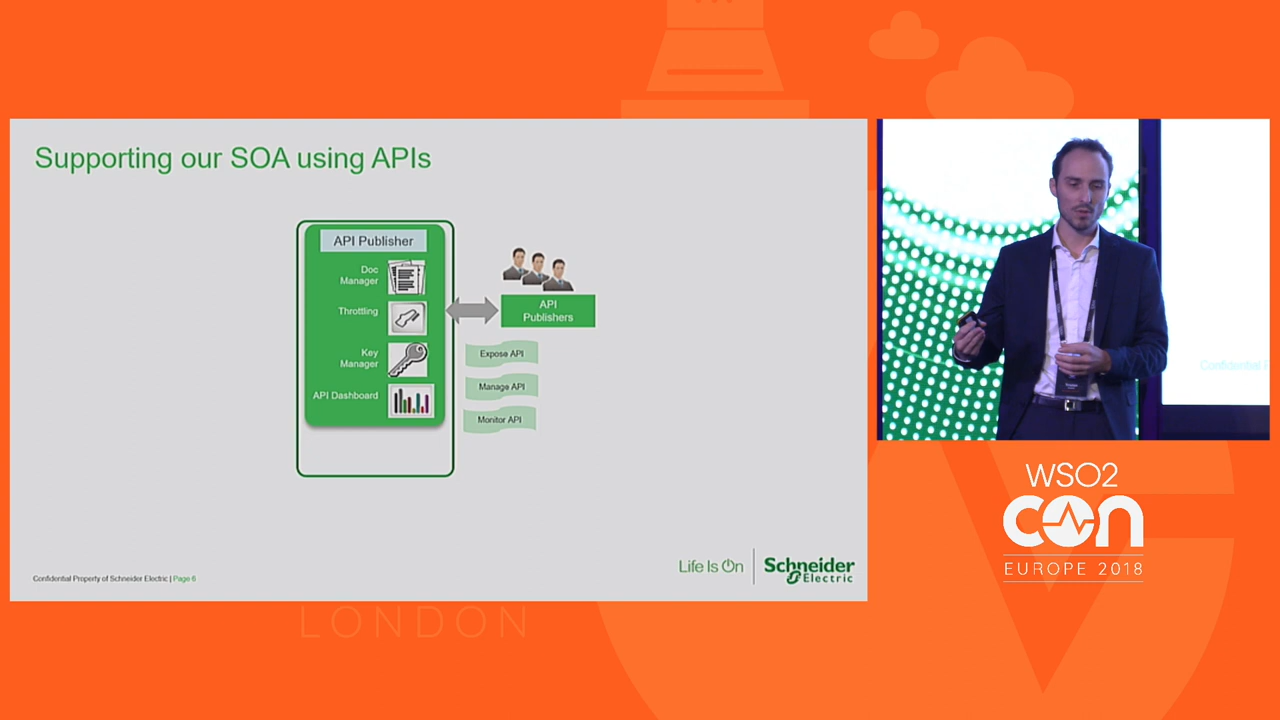 Supporting our SOA using APIs
API Publisher
Doc
Manager
Throttling
Key
Manager
API Dashboard
API
Publishers
Expose API
Manage API
Monitor API
Confidential Property of Schneider Electric | Page 6
Life Is On
Schneider
Electric
WSO2
con
EUROPE 2018
LONDON